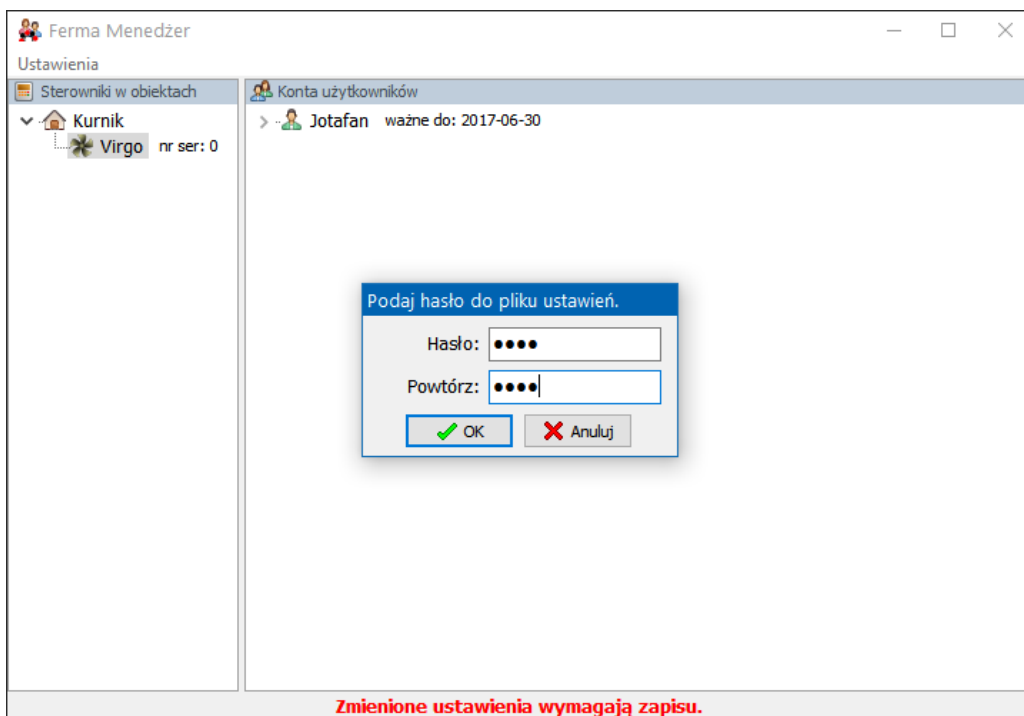 Ferma Menedżer
Ustawienia
Sterowniki w obiektach
Konta użytkowników
Kurnik
Virgo nr ser: 0
Jotafan ważne do: 2017-06-30
Podaj hasło do pliku ustawień.
Hasło: ●●●●
Powtórz: ●●●●
OK Anuluj
Zmienione ustawienia wymagają zapisu.